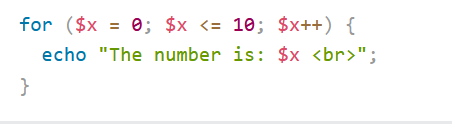 for ($x = 0; $x <= 10; $x++) {
  echo "The number is: $x <br>";
}